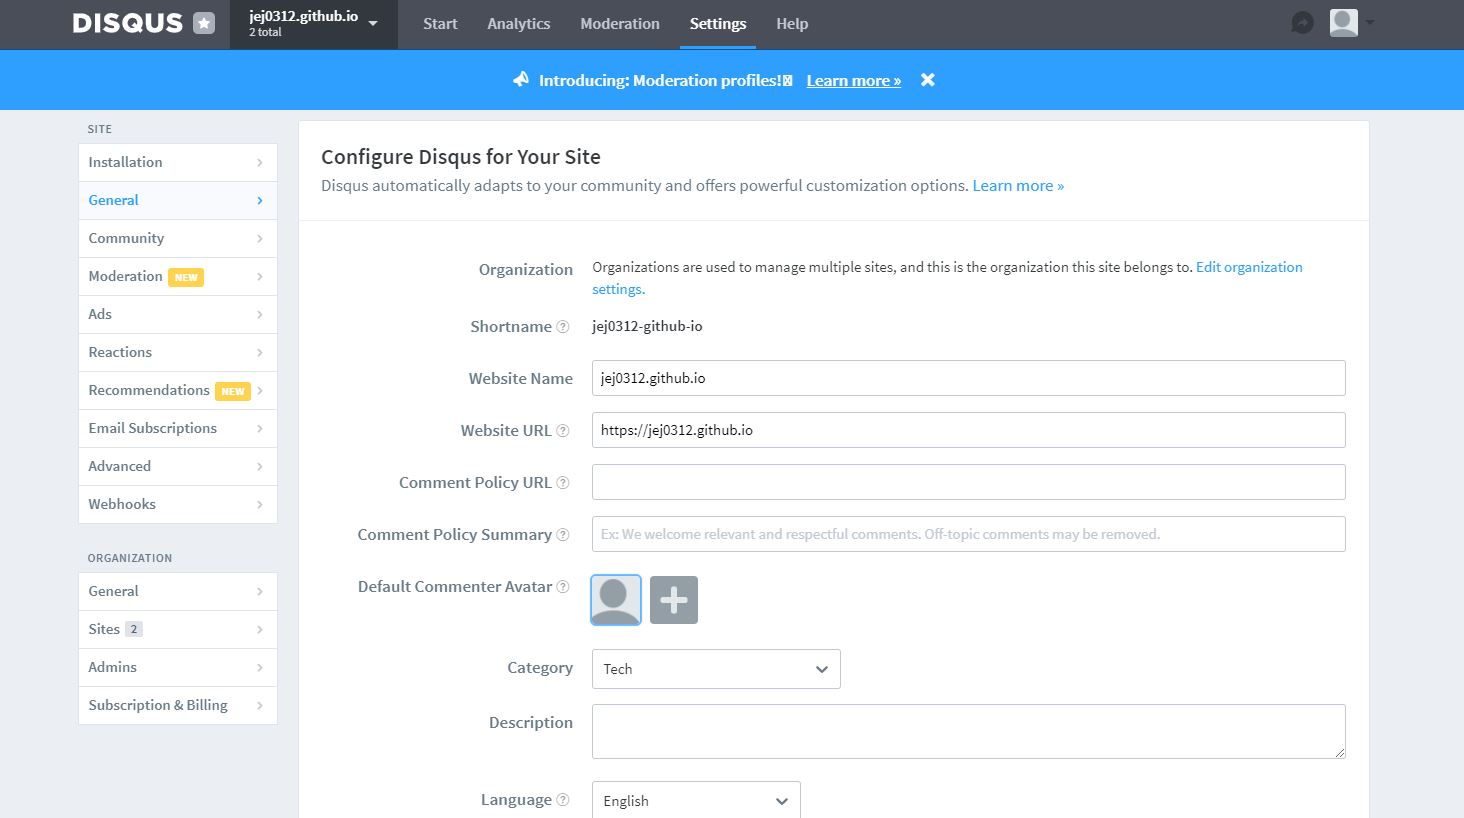 DISQUS
jej0312.github.io
2 total
Start
Analytics
Moderation
Settings
Help
Introducing: Moderation profiles! Learn more »
SITE
Installation
General
Community
Moderation NEW
Ads
Reactions
Recommendations NEW
Email Subscriptions
Advanced
Webhooks
ORGANIZATION
General
Sites 2
Admins
Subscription & Billing
Configure Disqus for Your Site
Disqus automatically adapts to your community and offers powerful customization options. Learn more »
Organization
Organizations are used to manage multiple sites, and this is the organization this site belongs to. Edit organization
settings.
Shortname ?
jej0312-github-io
Website Name
jej0312.github.io
Website URL ?
https://jej0312.github.io
Comment Policy URL ?
Comment Policy Summary ?
Ex: We welcome relevant and respectful comments. Off-topic comments may be removed.
Default Commenter Avatar ?
Category
Tech
Description
Language ?
English